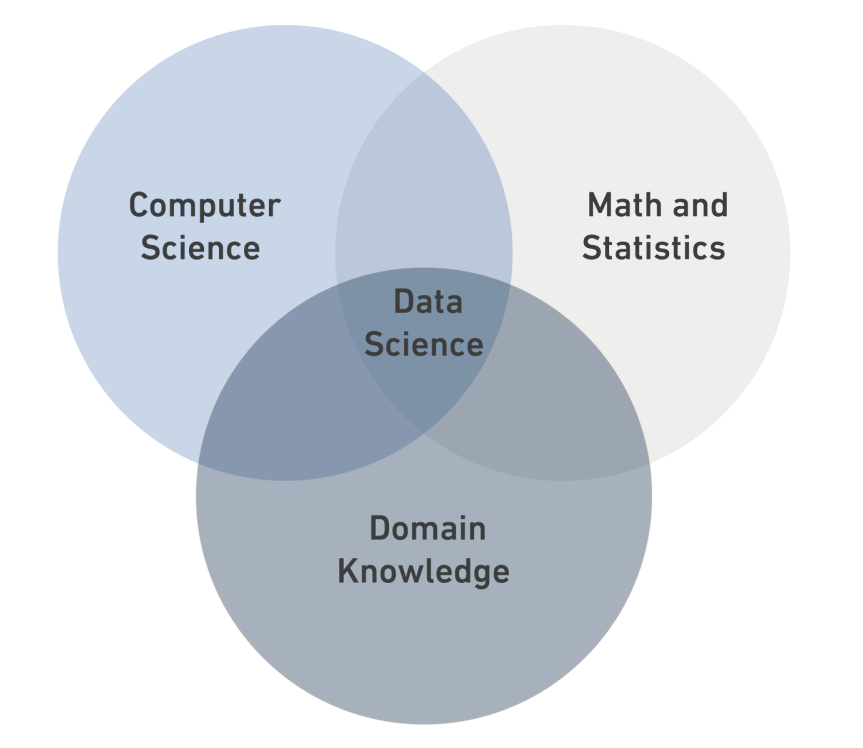 Computer
Science
Math and
Statistics
Data
Science
Domain
Knowledge